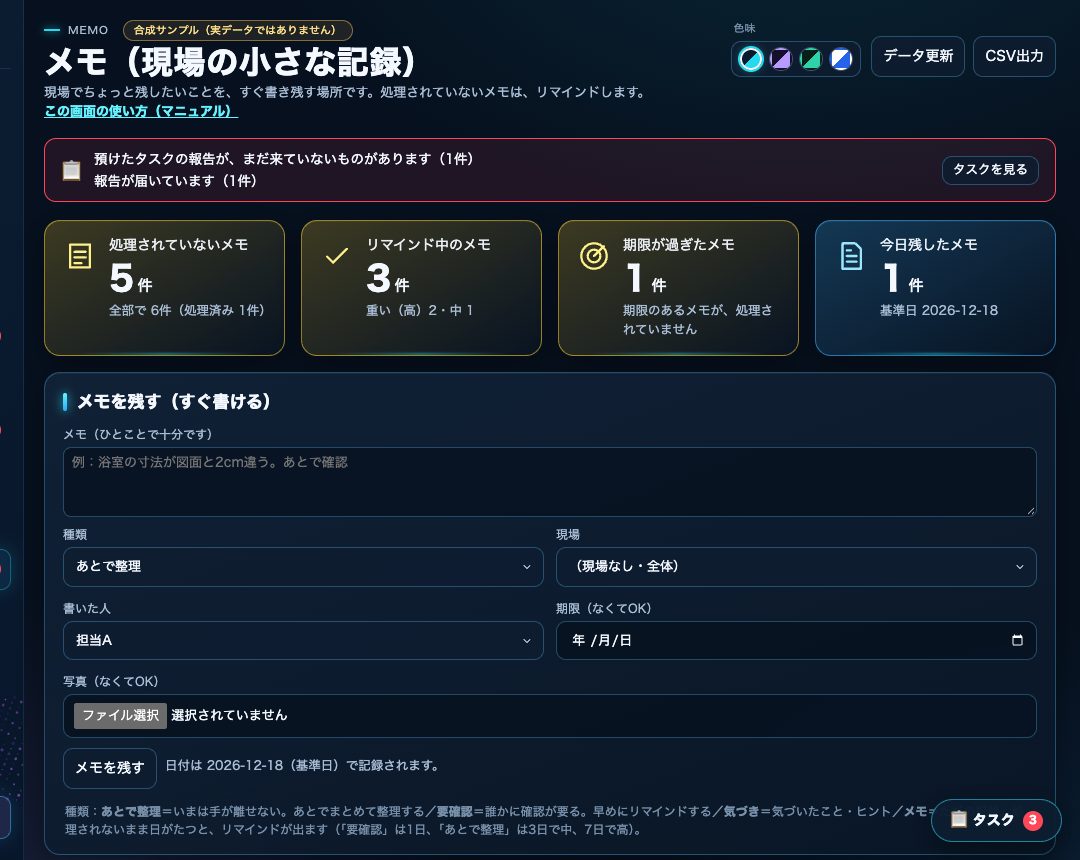 MEMO 合成サンプル（実データではありません）
色味
メモ（現場の小さな記録）
データ更新 CSV出力
現場でちょっと残したいことを、すぐ書き残す場所です。処理されていないメモは、リマインドします。
この画面の使い方（マニュアル）
預けたタスクの報告が、まだ来ていないものがあります（1件）
報告が届いています（1件）
タスクを見る
処理されていないメモ
5 件
全部で 6件（処理済み 1件）
リマインド中のメモ
3 件
重い（高）2・中 1
期限が過ぎたメモ
1 件
期限のあるメモが、処理さ
れていません
今日残したメモ
1 件
基準日 2026-12-18
メモを残す（すぐ書ける）
メモ（ひとことで十分です）
例：浴室の寸法が図面と2cm違う。あとで確認
種類
あとで整理
現場
（現場なし・全体）
書いた人
担当A
期限（なくてOK）
年 /月/日
写真（なくてOK）
ファイル選択 選択されていません
メモを残す 日付は 2026-12-18（基準日）で記録されます。
種類：あとで整理＝いまは手が離せない。あとでまとめて整理する／要確認＝誰かに確認が要る。早めにリマインドする／気づき＝気づいたこと・ヒント／メモ＝
理されないまま日がたつと、リマインドが出ます（「要確認」は1日、「あとで整理」は3日で中、7日で高）。
タスク 3